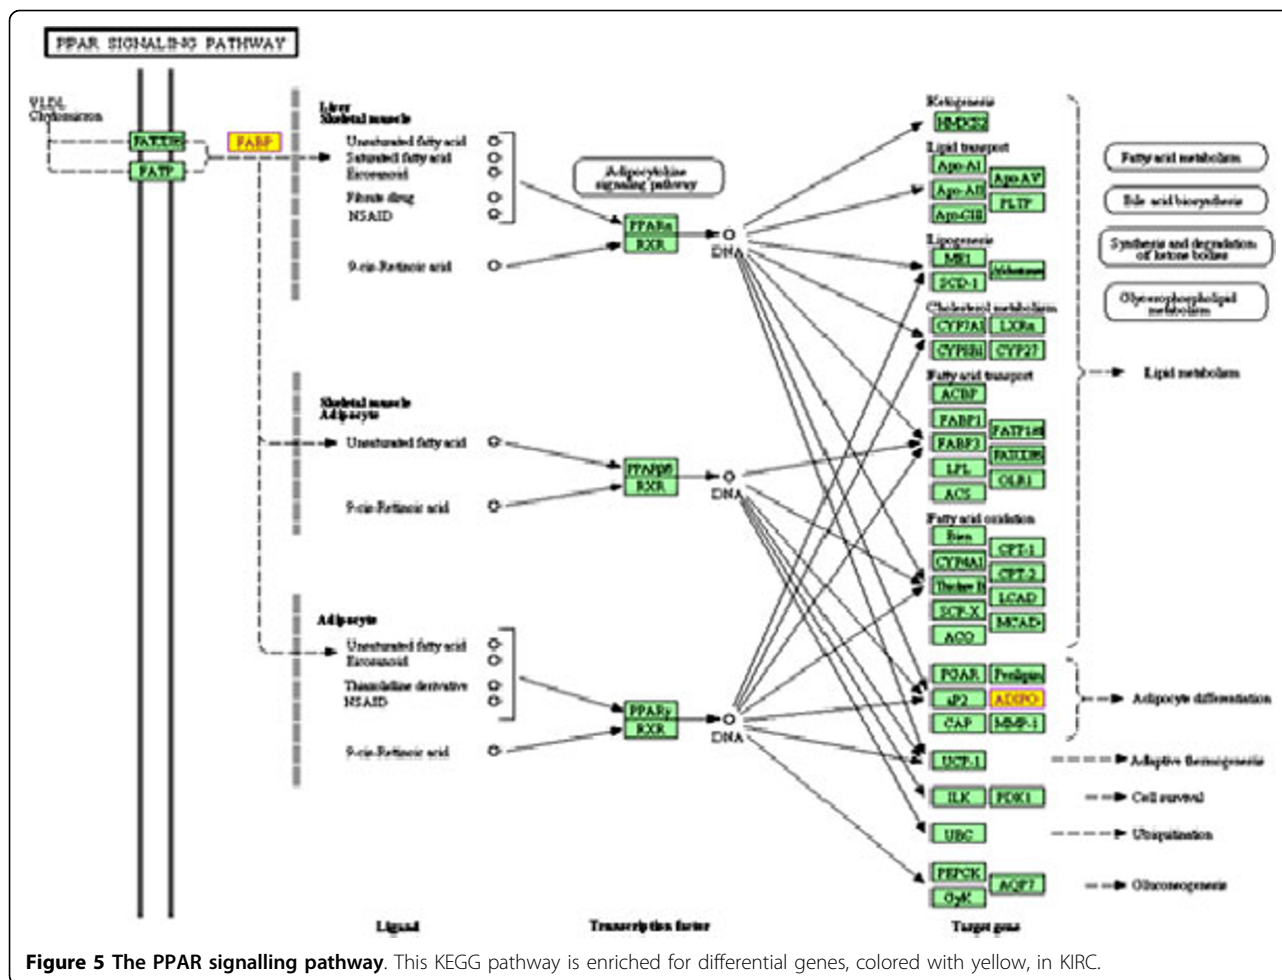 PPAR SIGNALING PATHWAY
VLDL
Chylomicron
FATP
FABP
Liver
Skeletal muscle
Unsaturated fatty acid
Saturated fatty acid
Eicosanoid
Fibrate drug
NSAID
9-cis-Retinoic acid
Adipocytokine
signaling pathway
PPARα
RXR
DNA
Skeletal muscle
Adipocyte
Unsaturated fatty acid
9-cis-Retinoic acid
RXR
DNA
Adipocyte
Unsaturated fatty acid
Eicosanoid
NSAID
9-cis-Retinoic acid
PPARγ
RXR
DNA
Ketogenesis
HMGCS2
Lipid transport
Apo-AI
Apo-AV
Apo-AII
PLTP
Apo-CIII
Lipogenesis
SCD-1
Cholesterol metabolism
CYP7A1 LXRα
CYP8B1 CYP27
Fatty acid transport
ACBP
FABP1
FABP3
LPL
OLR1
ACS
Fatty acid oxidation
Bien
CPT-1
CYP4A1
CPT-2
LCAD
SCP-X
MCAD
ACO
PGAR Perilipin
aP2 ADIPO
CAP MMP-1
UCP-1
ILK PDK1
UBC
PEPCK
AQP7
GyK
Fatty acid metabolism
Bile acid biosynthesis
Synthesis and degradation
of ketone bodies
Glycerophospholipid
metabolism
Lipid metabolism
Adipocyte differentiation
Adaptive thermogenesis
Cell survival
Ubiquitination
Gluconeogenesis
Ligand
Transcription factor
Target gene
Figure 5 The PPAR signalling pathway. This KEGG pathway is enriched for differential genes, colored with yellow, in KIRC.